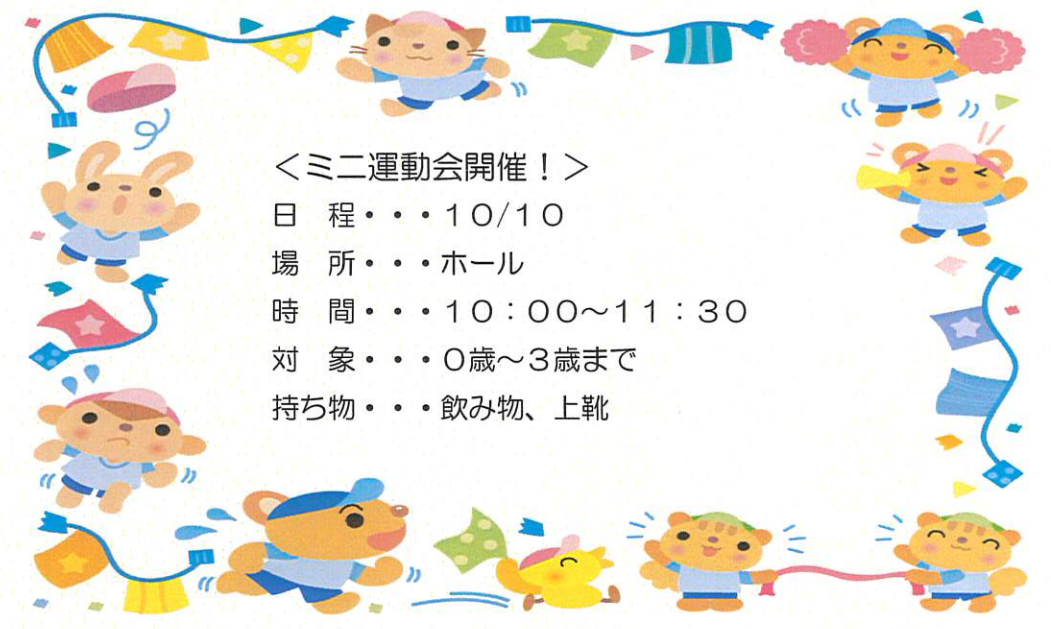 ＜ミニ運動会開催！＞
日　程・・・１０/１０
場　所・・・ホール
時　間・・・１０：００～１１：３０
対　象・・・０歳～３歳まで
持ち物・・・飲み物、上靴